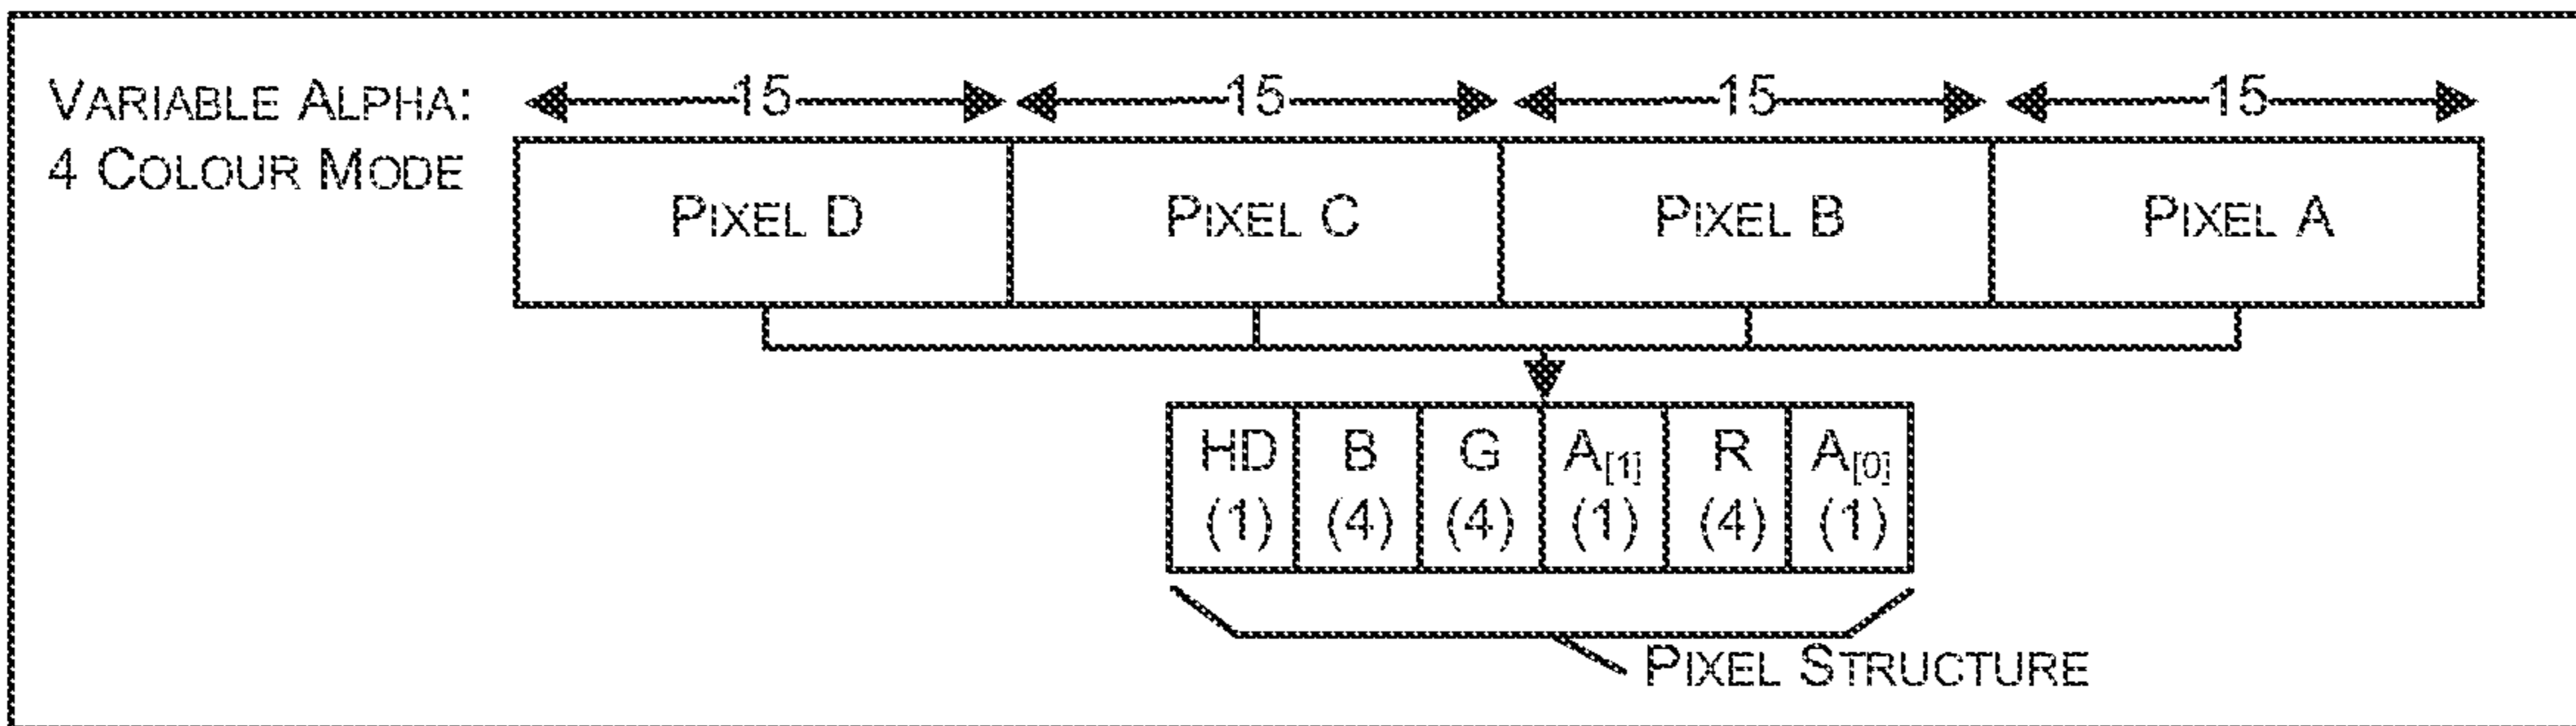 VARIABLE ALPHA:
4 COLOUR MODE
15 15 15 15
PIXEL D PIXEL C PIXEL B PIXEL A
HD B G A[1] R A[0]
(1) (4) (4) (1) (4) (1)
PIXEL STRUCTURE